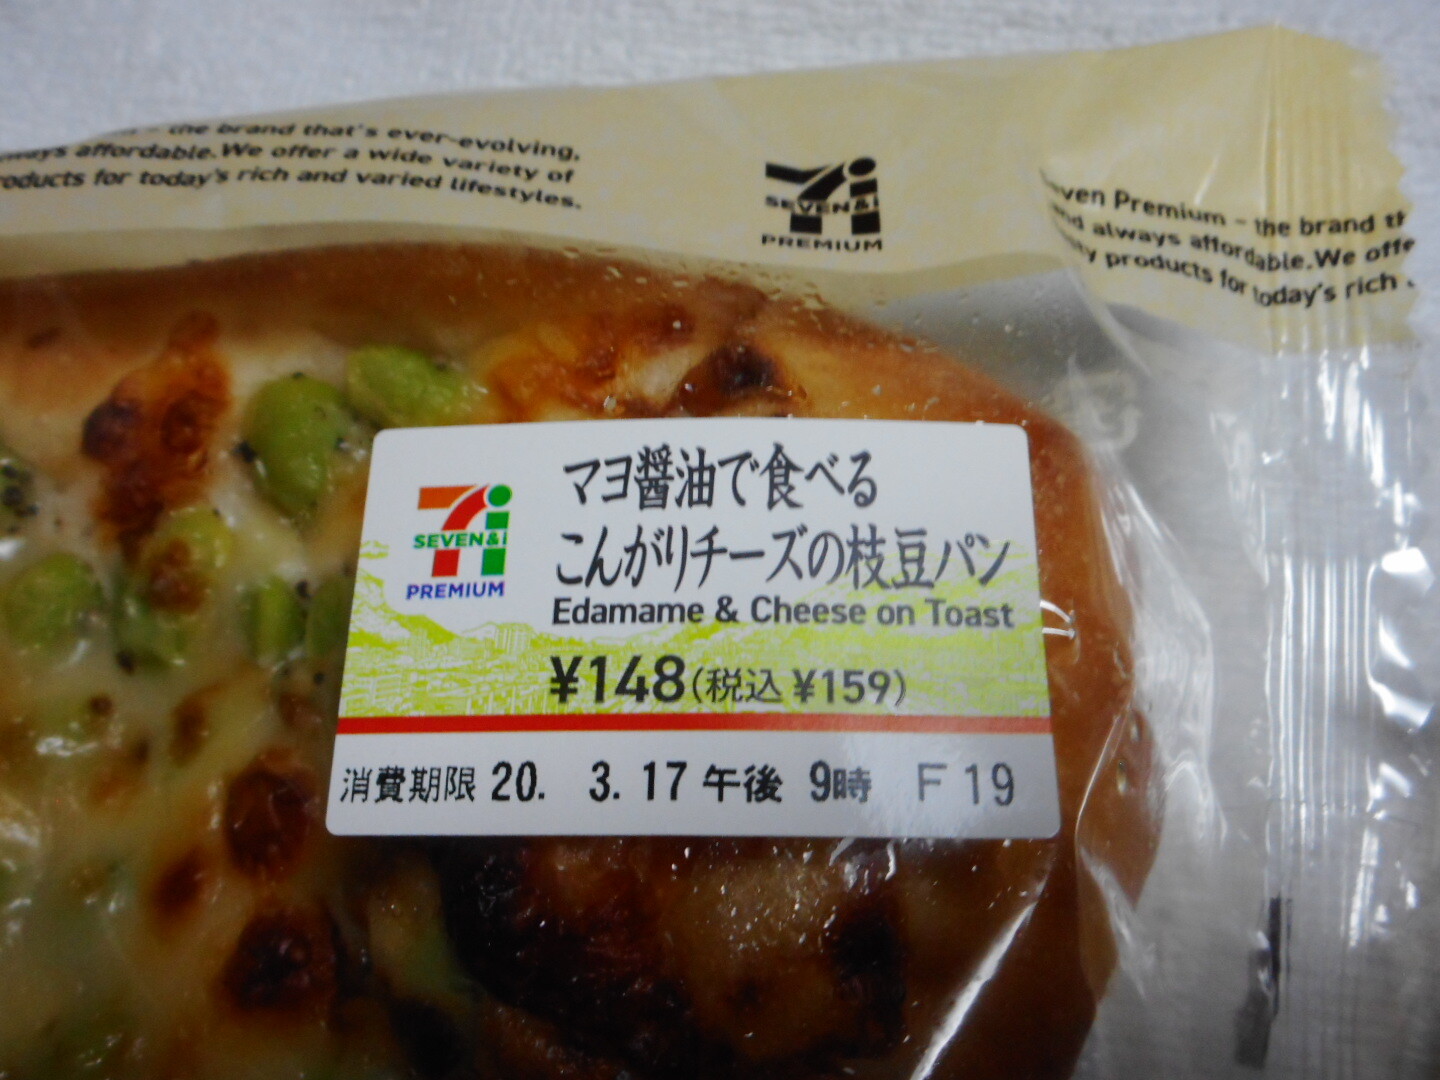 – the brand that's ever-evolving,
always affordable.We offer a wide variety of
products for today's rich and varied lifestyles.
SEVEN&i
PREMIUM
Seven Premium – the brand th
and always affordable.We offe
products for today's rich
SEVEN&i
PREMIUM
マヨ醤油で食べる
こんがりチーズの枝豆パン
Edamame & Cheese on Toast
¥148(税込 ¥159)
消費期限 20. 3. 17 午後 9時 F 19